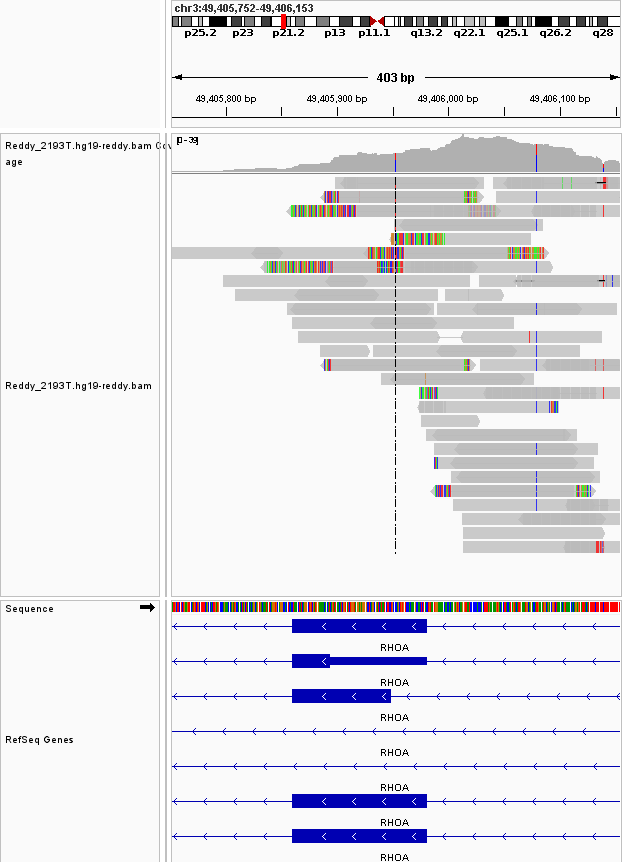 chr3:49,405,752-49,406,153
p25.2 p23 p21.2 p13 p11.1 q13.2 q22.1 q25.1 q26.2 q28
403 bp
49,405,800 bp 49,405,900 bp 49,406,000 bp 49,406,100 bp
Reddy_2193T.hg19-reddy.bam Cov
age
[0-39]
Reddy_2193T.hg19-reddy.bam
Sequence
RHOA
RHOA
RHOA
RefSeq Genes
RHOA
RHOA
RHOA
RHOA